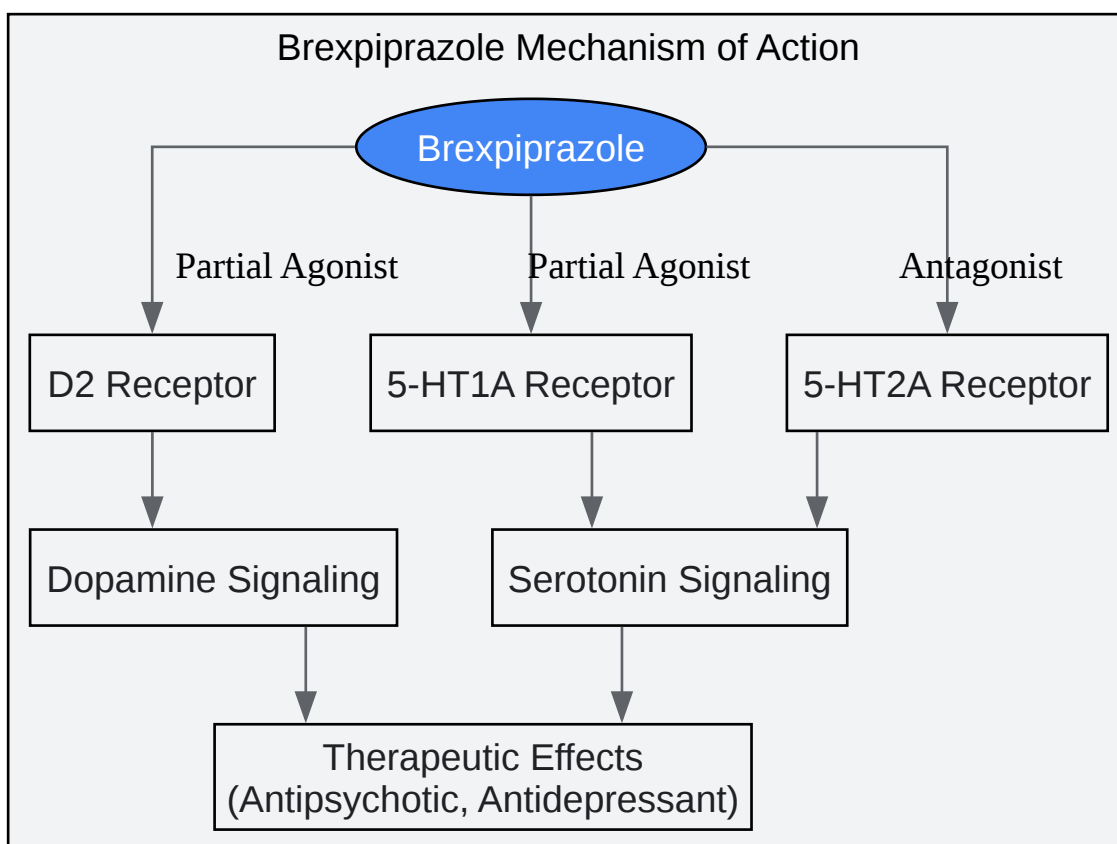 Brexpiprazole Mechanism of Action
Brexpiprazole
Partial Agonist
Partial Agonist
Antagonist
D2 Receptor
5-HT1A Receptor
5-HT2A Receptor
Dopamine Signaling
Serotonin Signaling
Therapeutic Effects
(Antipsychotic, Antidepressant)